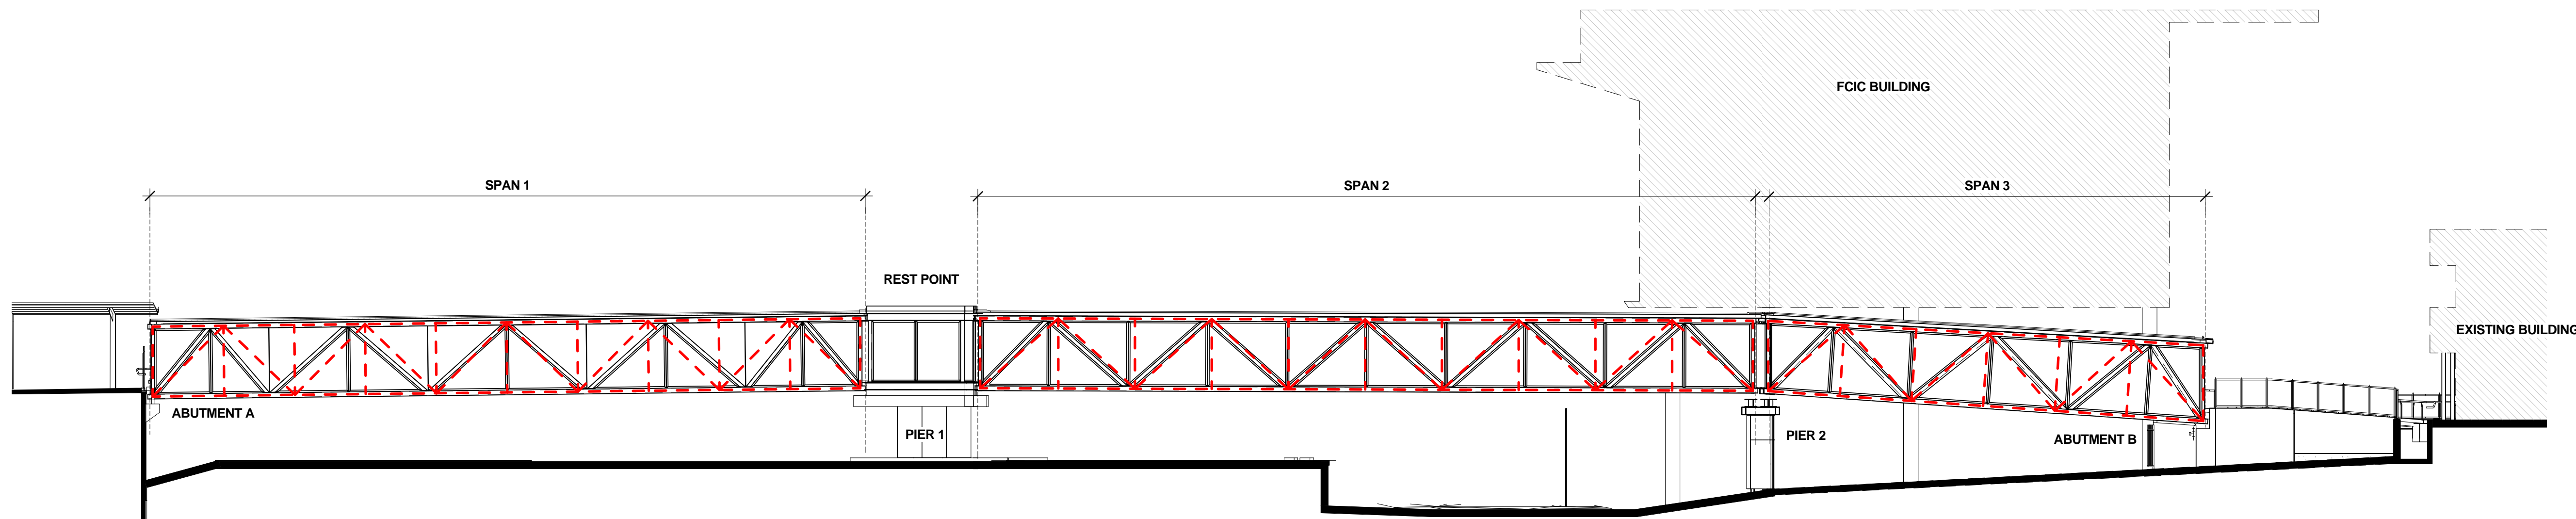 FCIC BUILDING
SPAN 1
SPAN 2
SPAN 3
REST POINT
EXISTING BUILDING
ABUTMENT A
PIER 1
PIER 2
ABUTMENT B